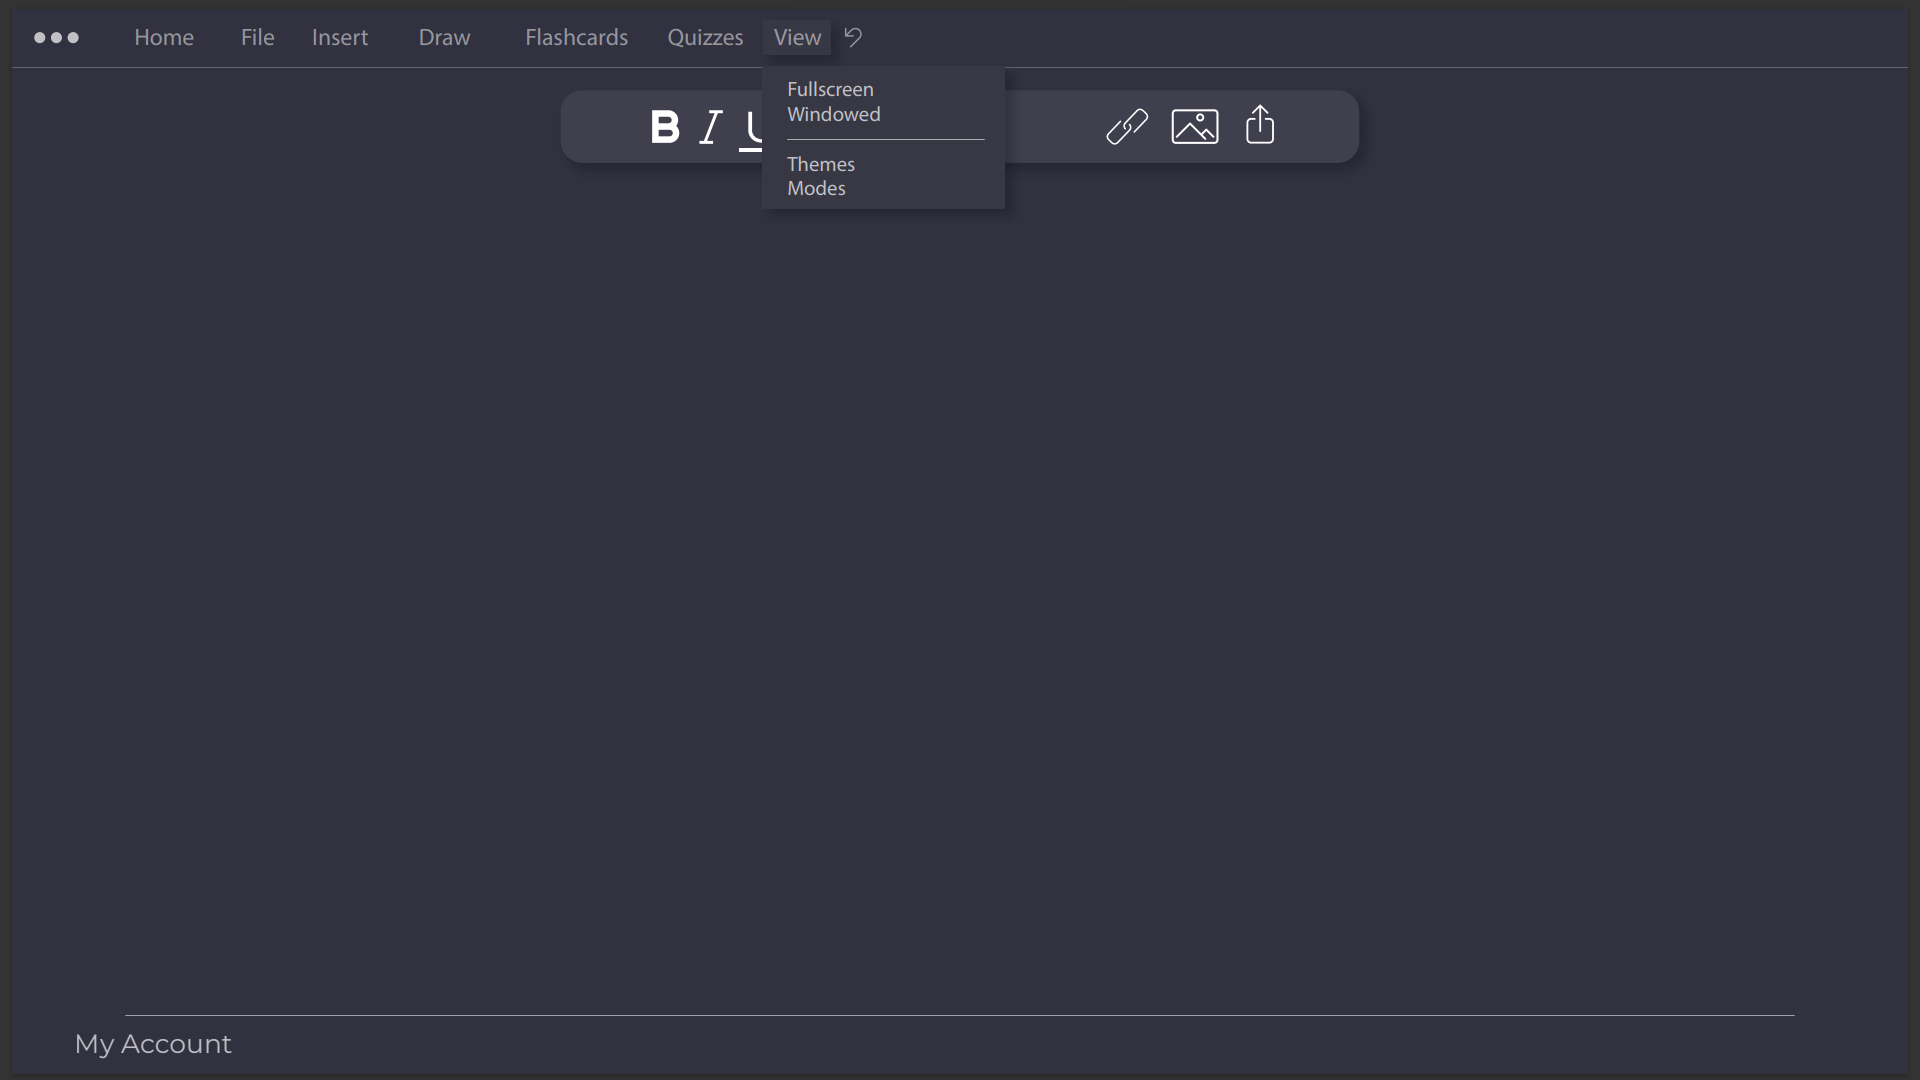 Home File Insert Draw Flashcards Quizzes View
Fullscreen
Windowed
B I U
Themes
Modes
My Account